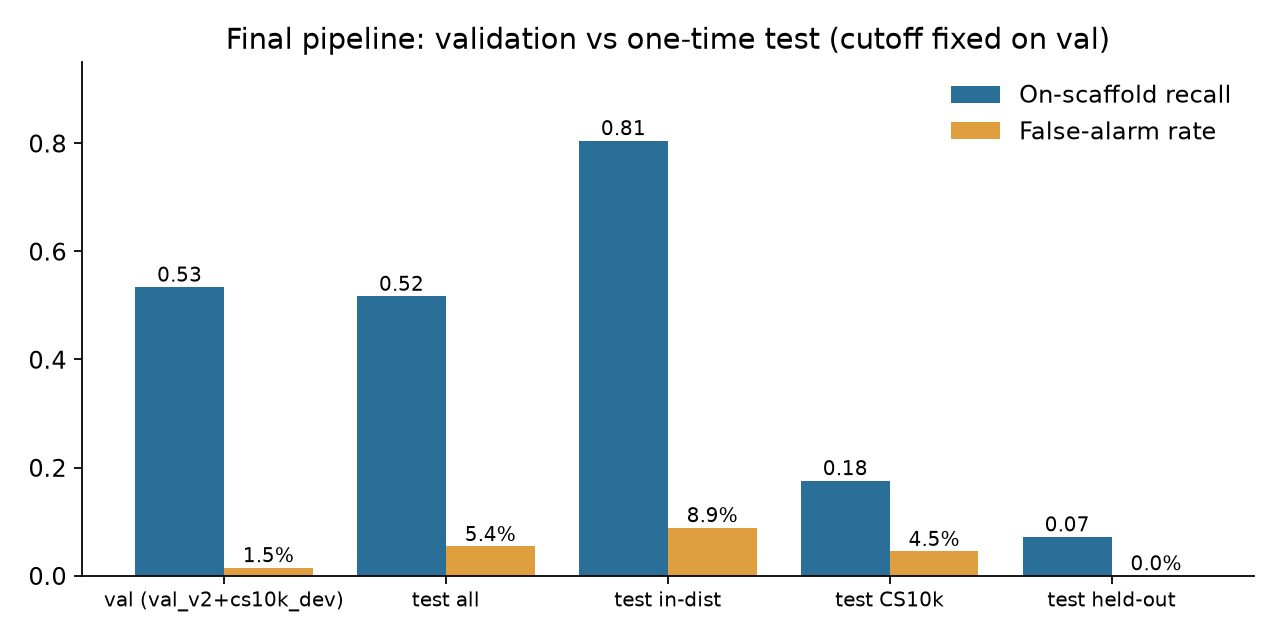 Final pipeline: validation vs one-time test (cutoff fixed on val)
On-scaffold recall
False-alarm rate
0.8
0.6
0.4
0.2
0.0
0.53
1.5%
0.52
5.4%
0.81
8.9%
0.18
4.5%
0.07
0.0%
val (val_v2+cs10k_dev)
test all
test in-dist
test CS10k
test held-out